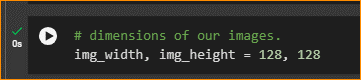 # dimensions of our images.
img_width, img_height = 128, 128
0s